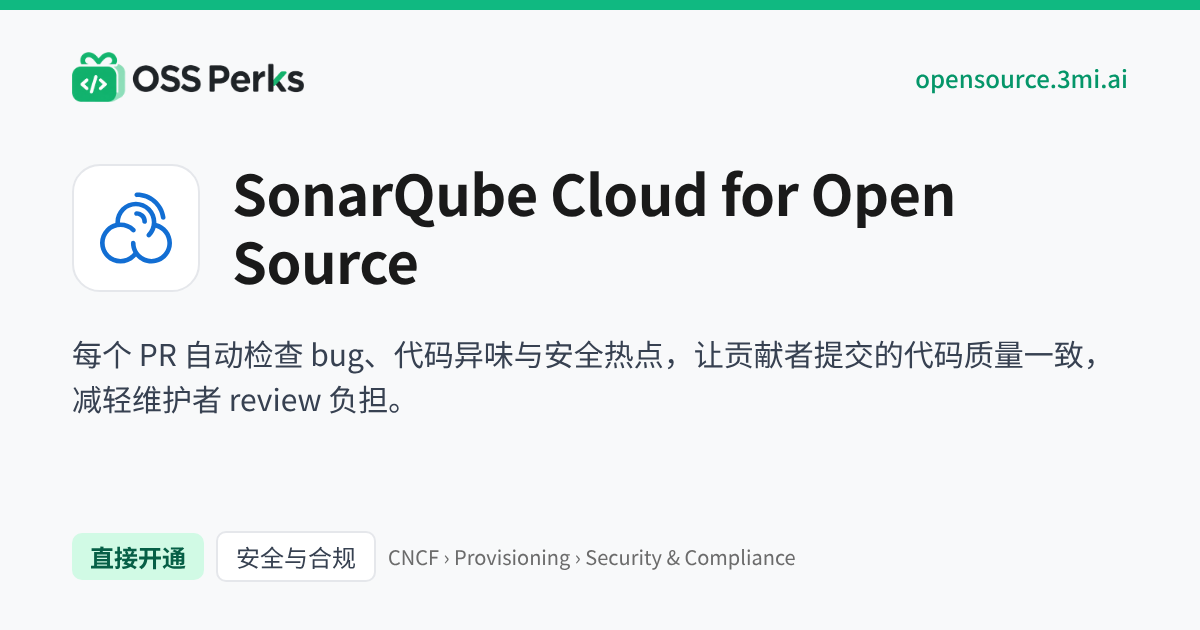 OSS Perks
opensource.3mi.ai
SonarQube Cloud for Open
Source
每个 PR 自动检查 bug、代码异味与安全热点，让贡献者提交的代码质量一致，
减轻维护者 review 负担。
直接开通
安全与合规
CNCF › Provisioning › Security & Compliance